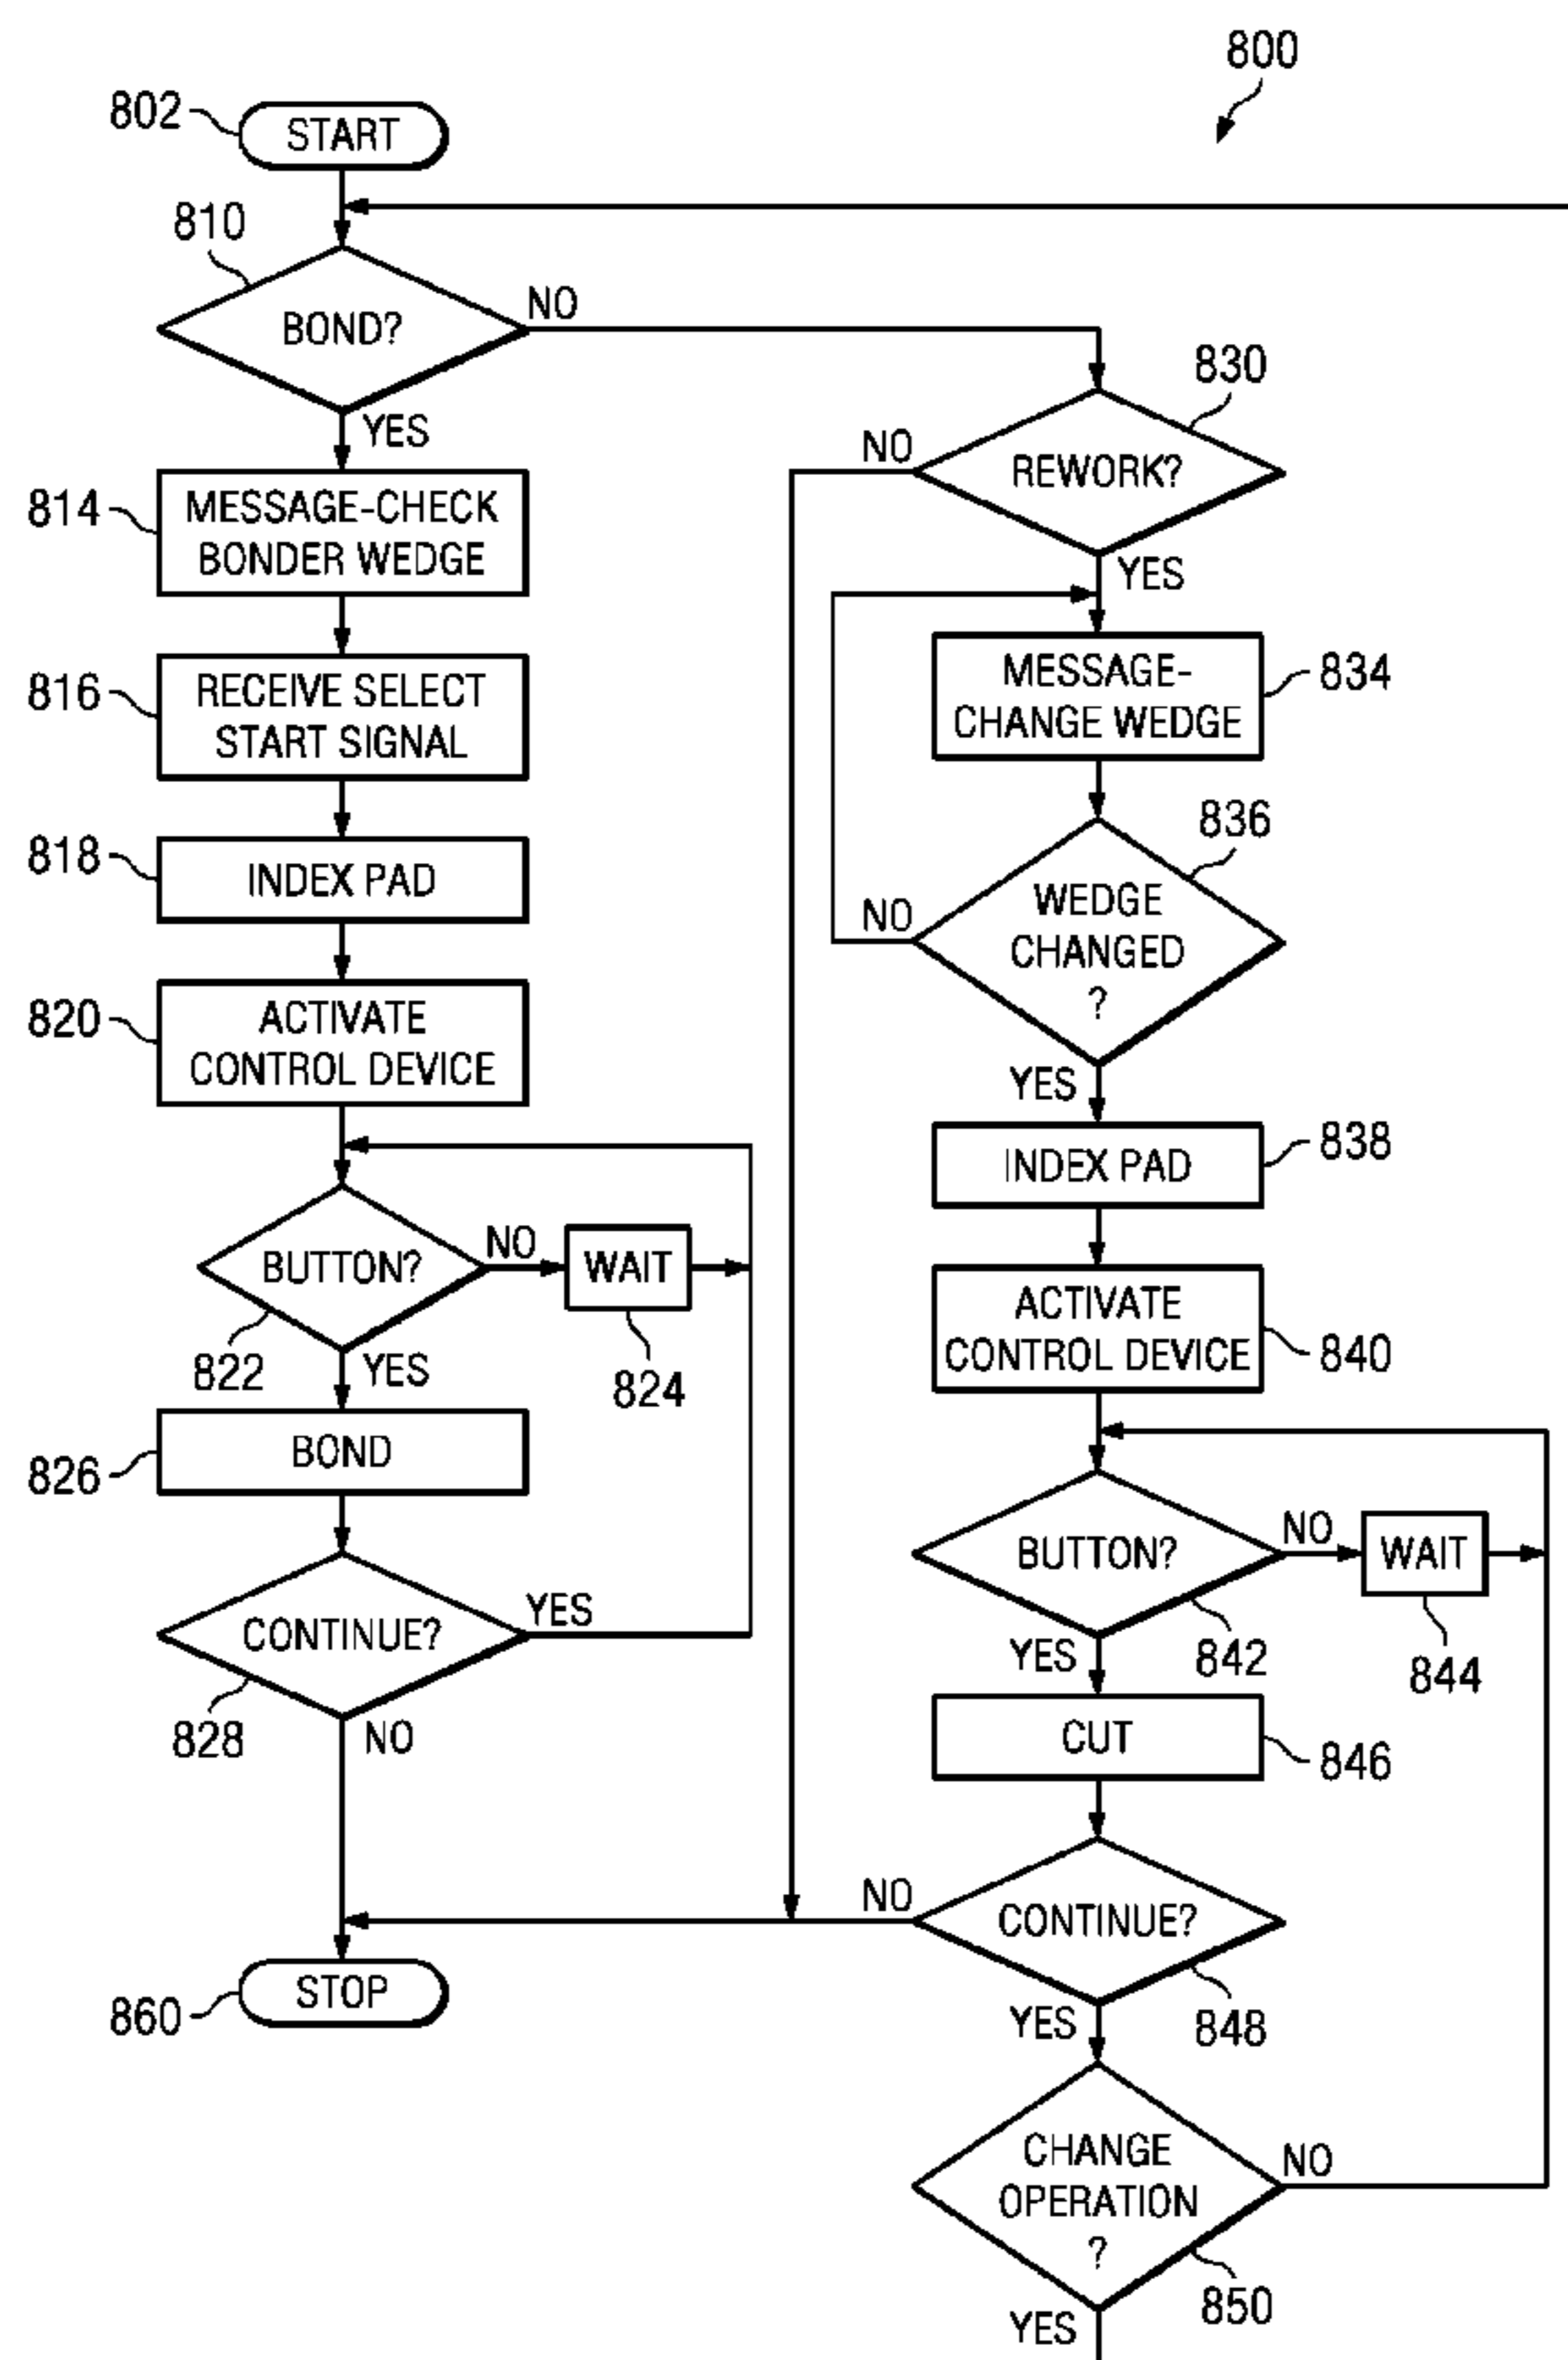 800
802
START
810
BOND?
NO
YES
814
MESSAGE-CHECK
BONDER WEDGE
816
RECEIVE SELECT
START SIGNAL
818
INDEX PAD
820
ACTIVATE
CONTROL DEVICE
BUTTON?
NO
WAIT
822
YES
824
826
BOND
CONTINUE?
YES
828
NO
860
STOP
830
NO
REWORK?
YES
MESSAGE-
CHANGE WEDGE
834
836
NO
WEDGE
CHANGED
?
YES
INDEX PAD
838
ACTIVATE
CONTROL DEVICE
840
BUTTON?
NO
WAIT
YES
842
844
CUT
846
NO
CONTINUE?
YES
848
CHANGE
OPERATION
?
NO
850
YES